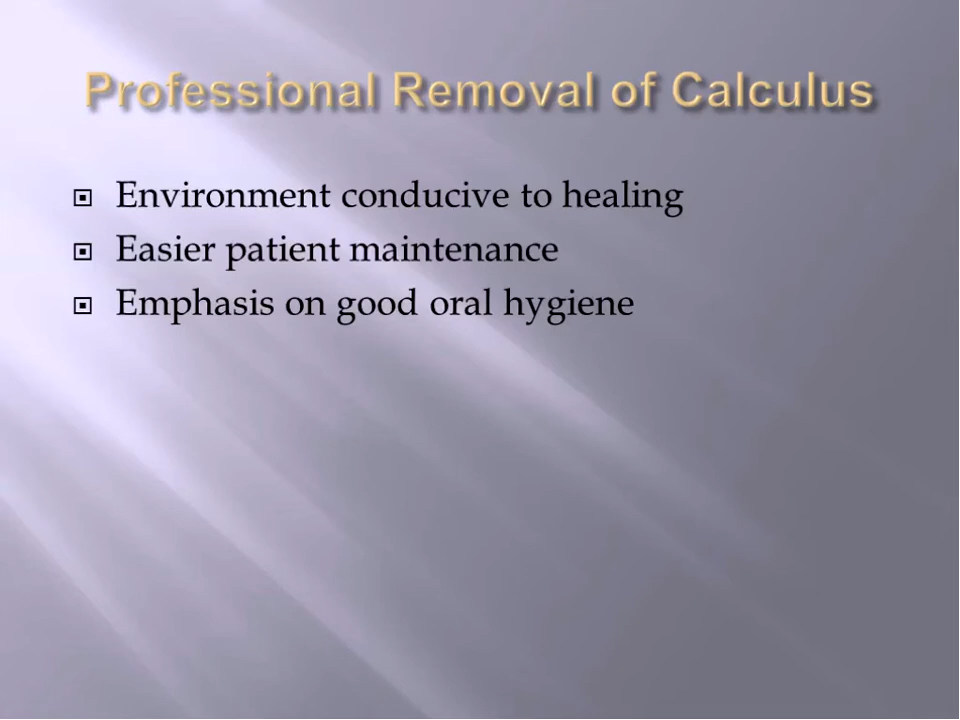 Professional Removal of Calculus
Environment conducive to healing
Easier patient maintenance
Emphasis on good oral hygiene